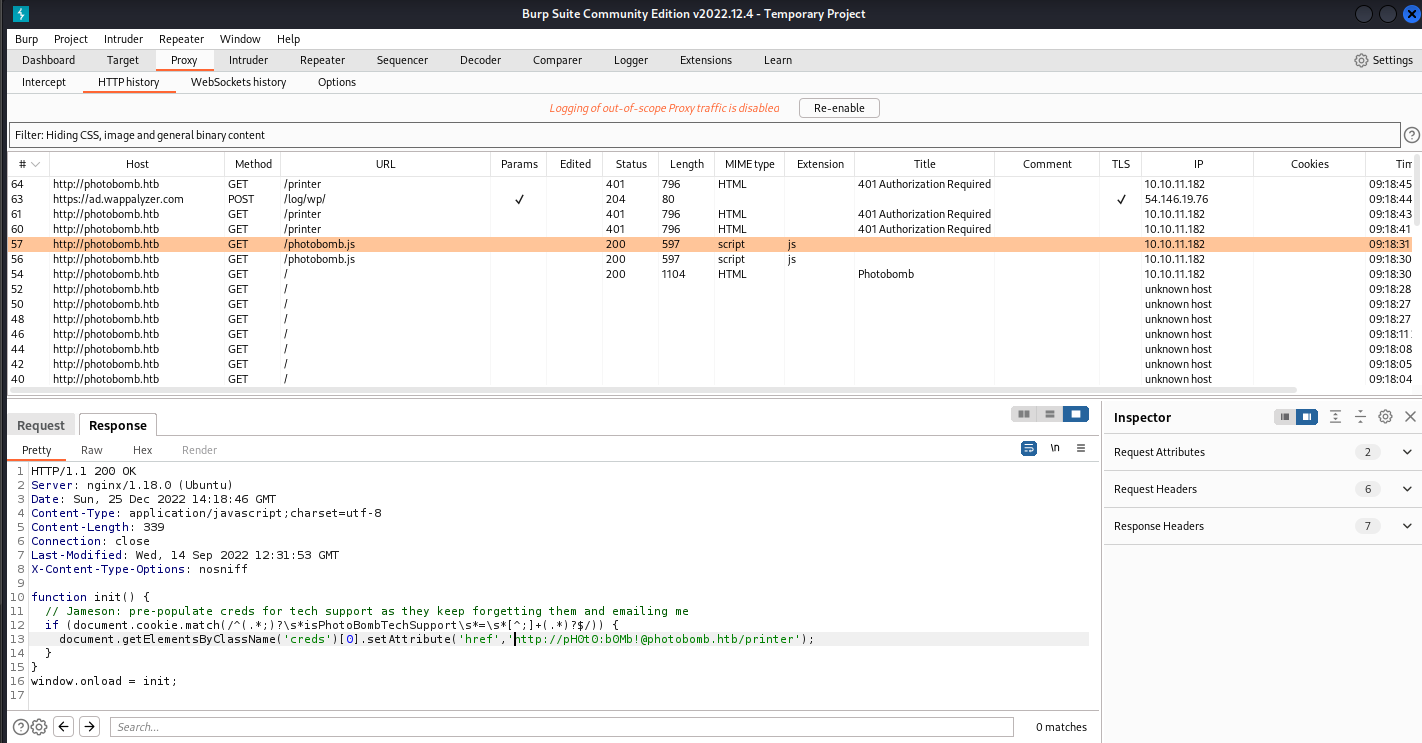 Burp Suite Community Edition v2022.12.4 - Temporary Project
Burp Project Intruder Repeater Window Help
Dashboard Target Proxy Intruder Repeater Sequencer Decoder Comparer Logger Extensions Learn Settings
Intercept HTTP history WebSockets history Options
Logging of out-of-scope Proxy traffic is disabled Re-enable
Filter: Hiding CSS, image and general binary content
# Host Method URL Params Edited Status Length MIME type Extension Title Comment TLS IP Cookies Tim
64 http://photobomb.htb GET /printer 401 796 HTML 401 Authorization Required 10.10.11.182 09:18:45
63 https://ad.wappalyzer.com POST /log/wp/ ✓ 204 80 ✓ 54.146.19.76 09:18:44
61 http://photobomb.htb GET /printer 401 796 HTML 401 Authorization Required 10.10.11.182 09:18:43
60 http://photobomb.htb GET /printer 401 796 HTML 401 Authorization Required 10.10.11.182 09:18:41
57 http://photobomb.htb GET /photobomb.js 200 597 script js 10.10.11.182 09:18:31
56 http://photobomb.htb GET /photobomb.js 200 597 script js 10.10.11.182 09:18:30
54 http://photobomb.htb GET / 200 1104 HTML Photobomb 10.10.11.182 09:18:30
52 http://photobomb.htb GET / unknown host 09:18:28
50 http://photobomb.htb GET / unknown host 09:18:27
48 http://photobomb.htb GET / unknown host 09:18:27
46 http://photobomb.htb GET / unknown host 09:18:11
44 http://photobomb.htb GET / unknown host 09:18:08
42 http://photobomb.htb GET / unknown host 09:18:05
40 http://photobomb.htb GET / unknown host 09:18:04
Request Response
Inspector
Pretty Raw Hex Render \n
Request Attributes 2
Request Headers 6
Response Headers 7
1 HTTP/1.1 200 OK
2 Server: nginx/1.18.0 (Ubuntu)
3 Date: Sun, 25 Dec 2022 14:18:46 GMT
4 Content-Type: application/javascript;charset=utf-8
5 Content-Length: 339
6 Connection: close
7 Last-Modified: Wed, 14 Sep 2022 12:31:53 GMT
8 X-Content-Type-Options: nosniff
9
10 function init() {
11 // Jameson: pre-populate creds for tech support as they keep forgetting them and emailing me
12 if (document.cookie.match(/^(.*;)?\s*isPhotoBombTechSupport\s*=\s*[^;]+(.*)?$/)) {
13 document.getElementsByClassName('creds')[0].setAttribute('href','http://pH0t0:b0Mb!@photobomb.htb/printer');
14 }
15 }
16 window.onload = init;
17
Search... 0 matches